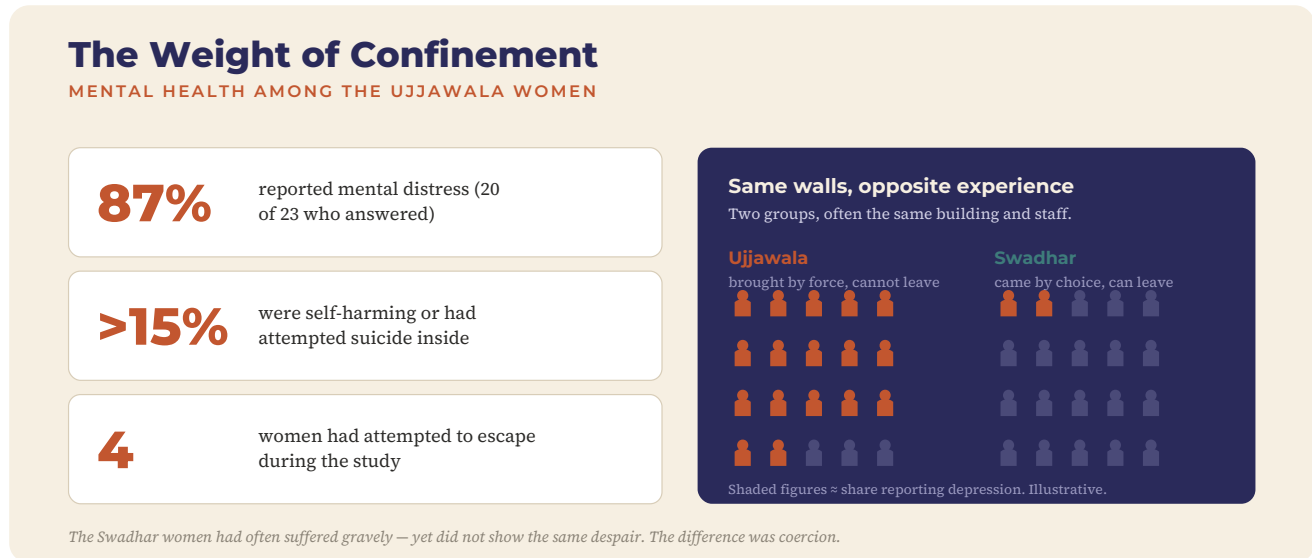 The Weight of Confinement
MENTAL HEALTH AMONG THE UJJAWALA WOMEN
87%
reported mental distress (20
of 23 who answered)
>15%
were self-harming or had
attempted suicide inside
4
women had attempted to escape
during the study
Same walls, opposite experience
Two groups, often the same building and staff.
Ujjawala
brought by force, cannot leave
Swadhar
came by choice, can leave
Shaded figures ≈ share reporting depression. Illustrative.
The Swadhar women had often suffered gravely — yet did not show the same despair. The difference was coercion.